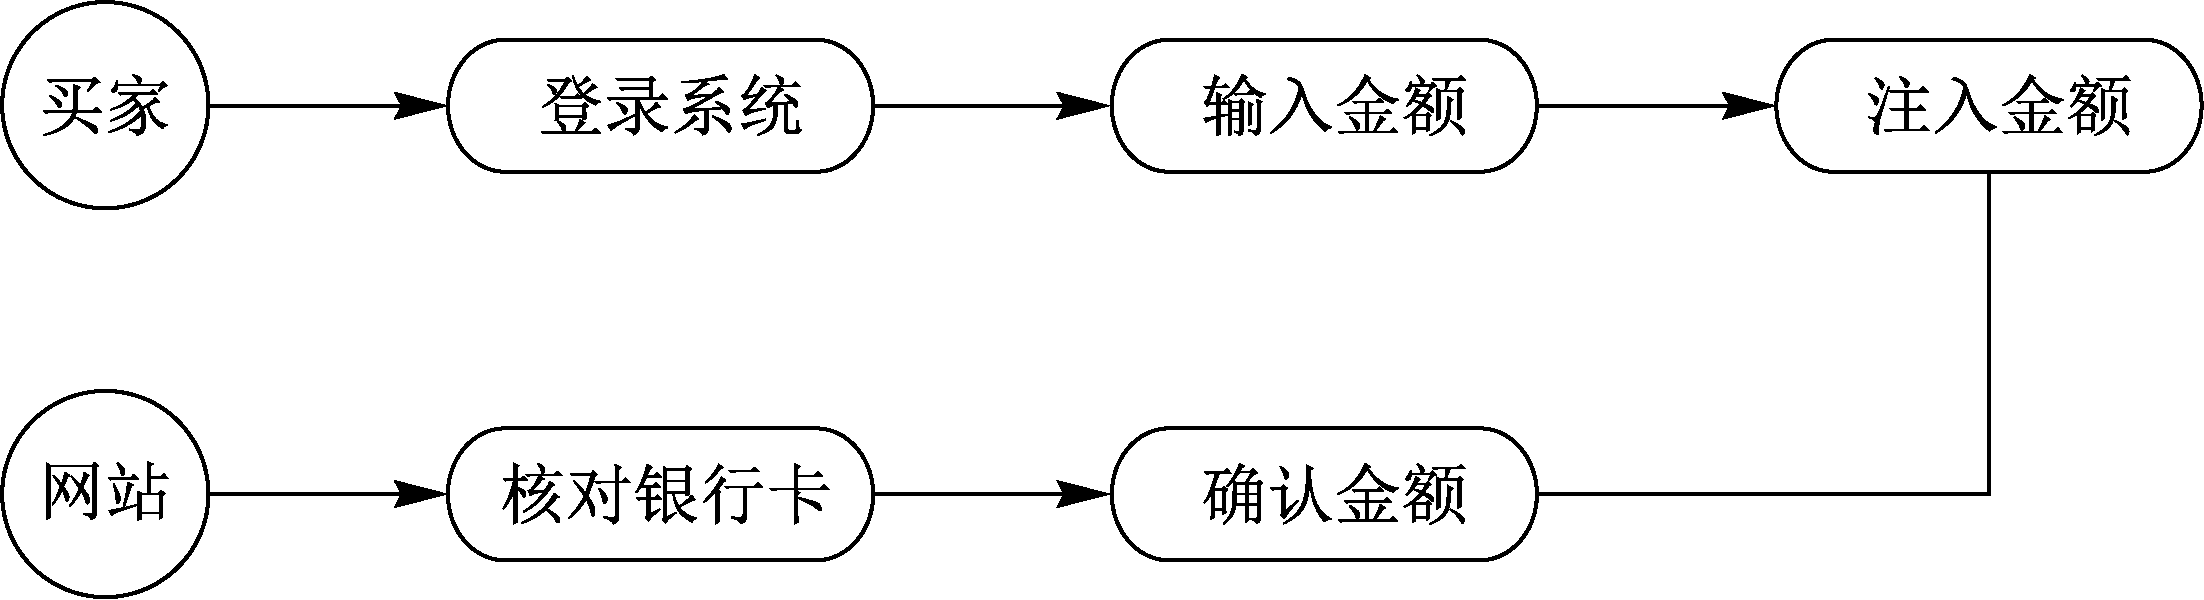 买家
登录系统
输入金额
注入金额
网站
核对银行卡
确认金额